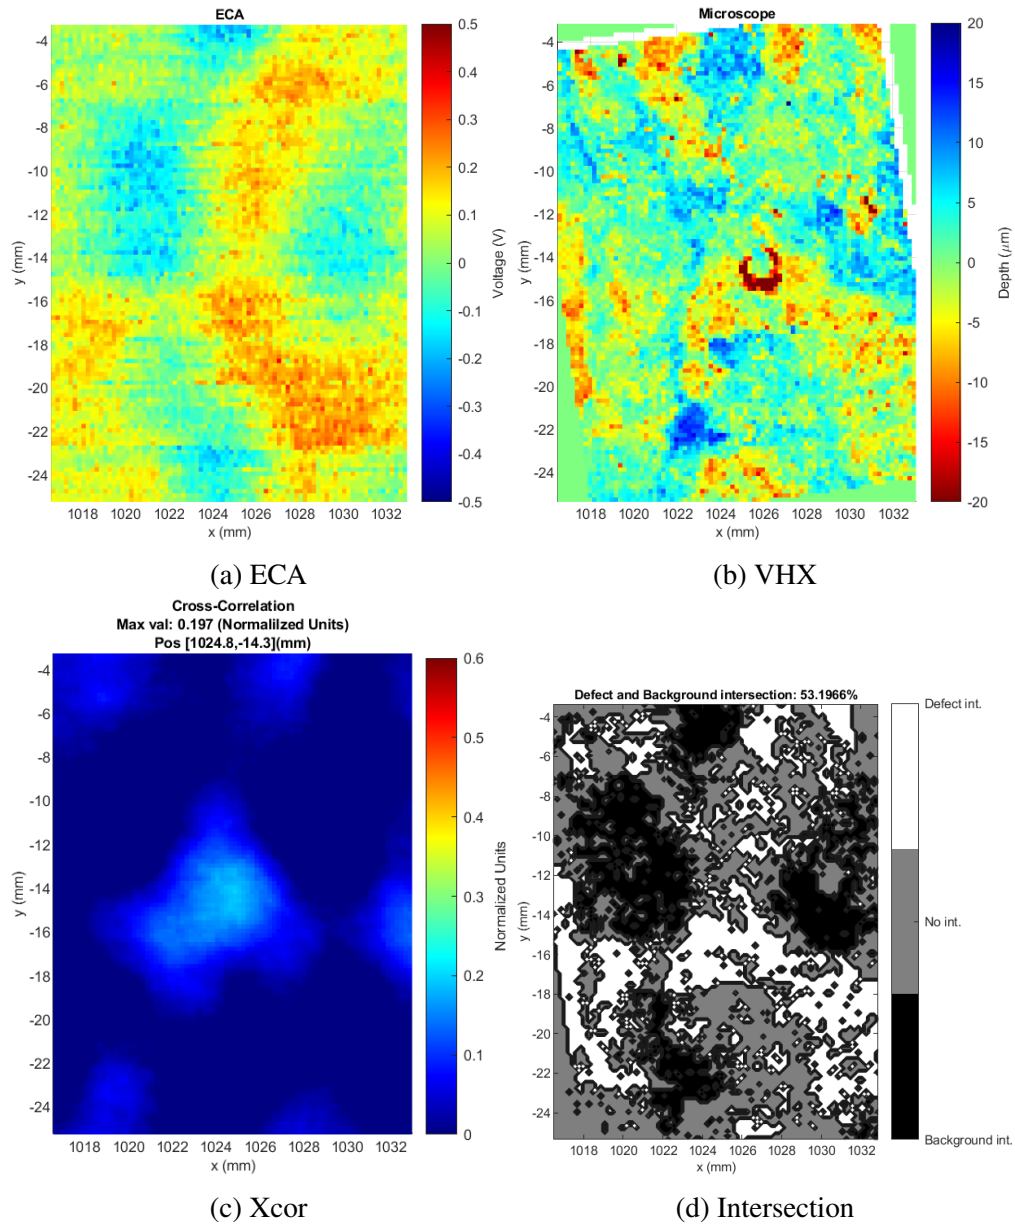 ECA
0.5
0.4
0.3
0.2
0.1
0
-0.1
-0.2
-0.3
-0.4
-0.5
Voltage (V)
-4
-6
-8
-10
-12
-14
-16
-18
-20
-22
-24
y (mm)
1018 1020 1022 1024 1026 1028 1030 1032
x (mm)
(a) ECA
Microscope
20
15
10
5
0
-5
-10
-15
-20
Depth (μm)
-4
-6
-8
-10
-12
-14
-16
-18
-20
-22
-24
y (mm)
1018 1020 1022 1024 1026 1028 1030 1032
x (mm)
(b) VHX
Cross-Correlation
Max val: 0.197 (Normalilzed Units)
Pos [1024.8,-14.3](mm)
0.6
0.5
0.4
0.3
0.2
0.1
0
Normalized Units
-4
-6
-8
-10
-12
-14
-16
-18
-20
-22
-24
y (mm)
1018 1020 1022 1024 1026 1028 1030 1032
x (mm)
(c) Xcor
Defect and Background intersection: 53.1966%
Defect int.
No int.
Background int.
-4
-6
-8
-10
-12
-14
-16
-18
-20
-22
-24
y (mm)
1018 1020 1022 1024 1026 1028 1030 1032
x (mm)
(d) Intersection